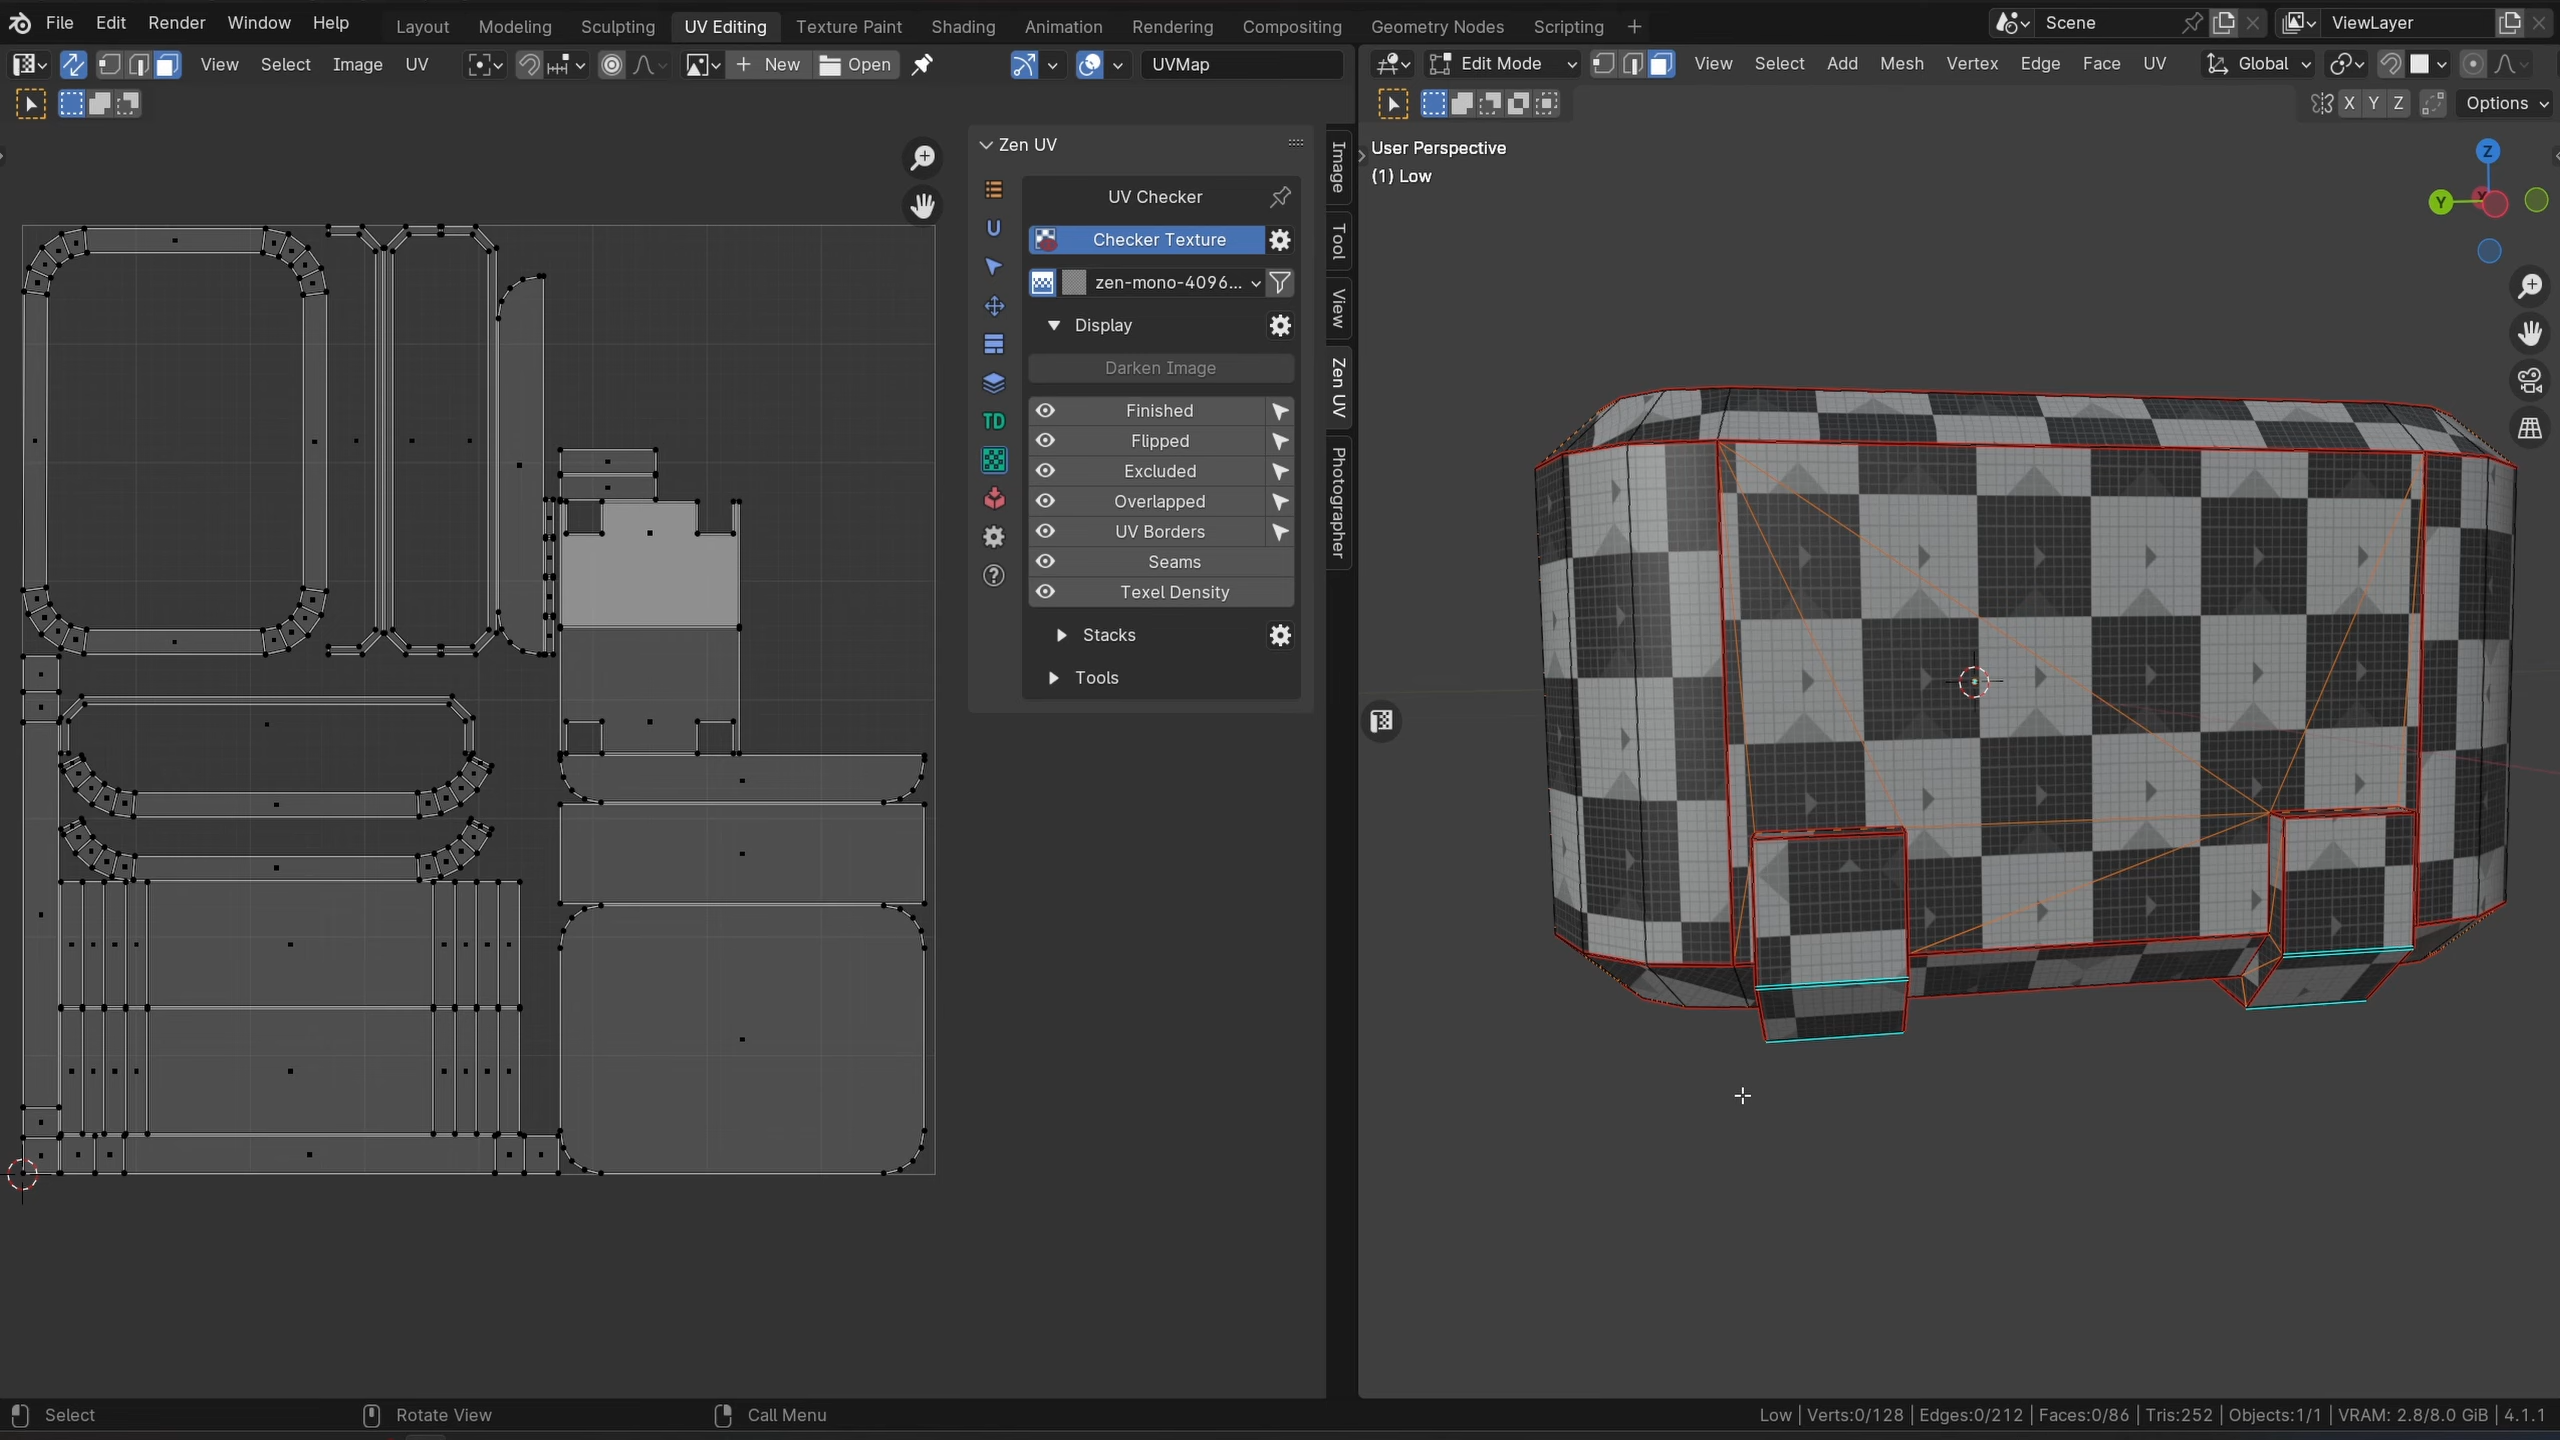 File Edit Render Window Help Layout Modeling Sculpting UV Editing Texture Paint Shading Animation Rendering Compositing Geometry Nodes Scripting Scene ViewLayer
View Select Image UV New Open UVMap
Edit Mode View Select Add Mesh Vertex Edge Face UV Global
X Y Z Options
Zen UV
UV Checker
Checker Texture
zen-mono-4096...
Display
Darken Image
Finished
Flipped
Excluded
Overlapped
UV Borders
Seams
Texel Density
Stacks
Tools
TD
Image
Tool
View
Zen UV
Photographer
User Perspective
(1) Low
Z
Y
Select Rotate View Call Menu
Low | Verts:0/128 | Edges:0/212 | Faces:0/86 | Tris:252 | Objects:1/1 | VRAM: 2.8/8.0 GiB | 4.1.1